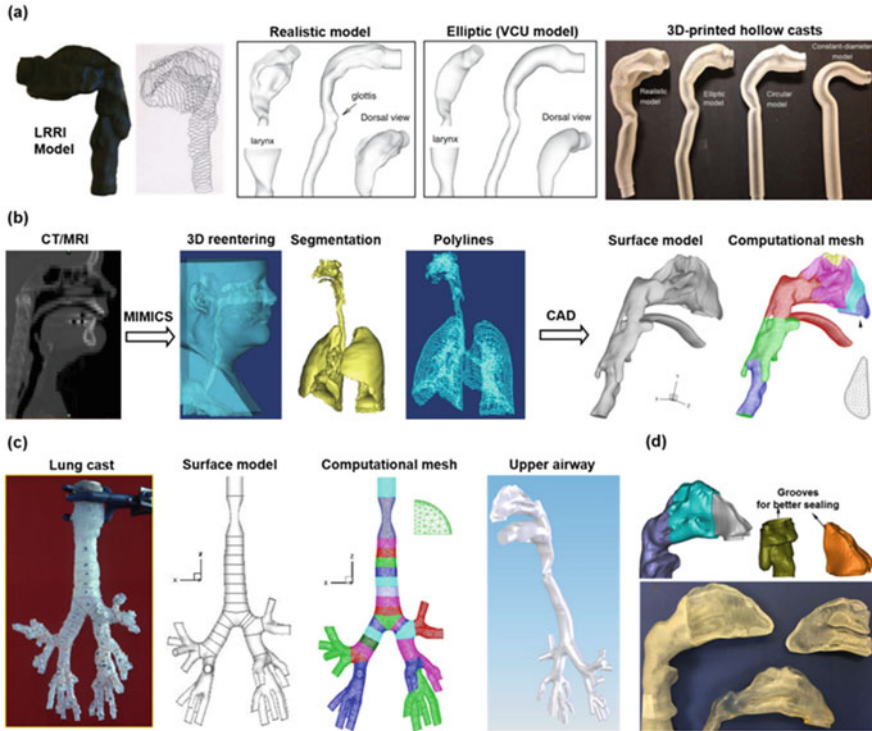 (a)
Realistic model
Elliptic (VCU model)
3D-printed hollow casts
LRRI
Model
glottis
larynx
Dorsal view
larynx
Dorsal view
Realistic
model
Elliptic
model
Circular
model
Constant-diameter
model
(b)
CT/MRI
3D reentering
Segmentation
Polylines
Surface model
Computational mesh
MIMICS
CAD
(c)
Lung cast
Surface model
Computational mesh
Upper airway
(d)
Grooves
for better sealing